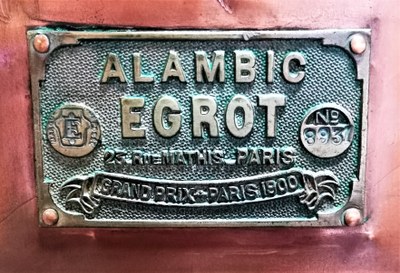 ALAMBIC
EGROT
E
Nº
8937
23 RUE MATHIS PARIS
GRAND PRIX PARIS 1900